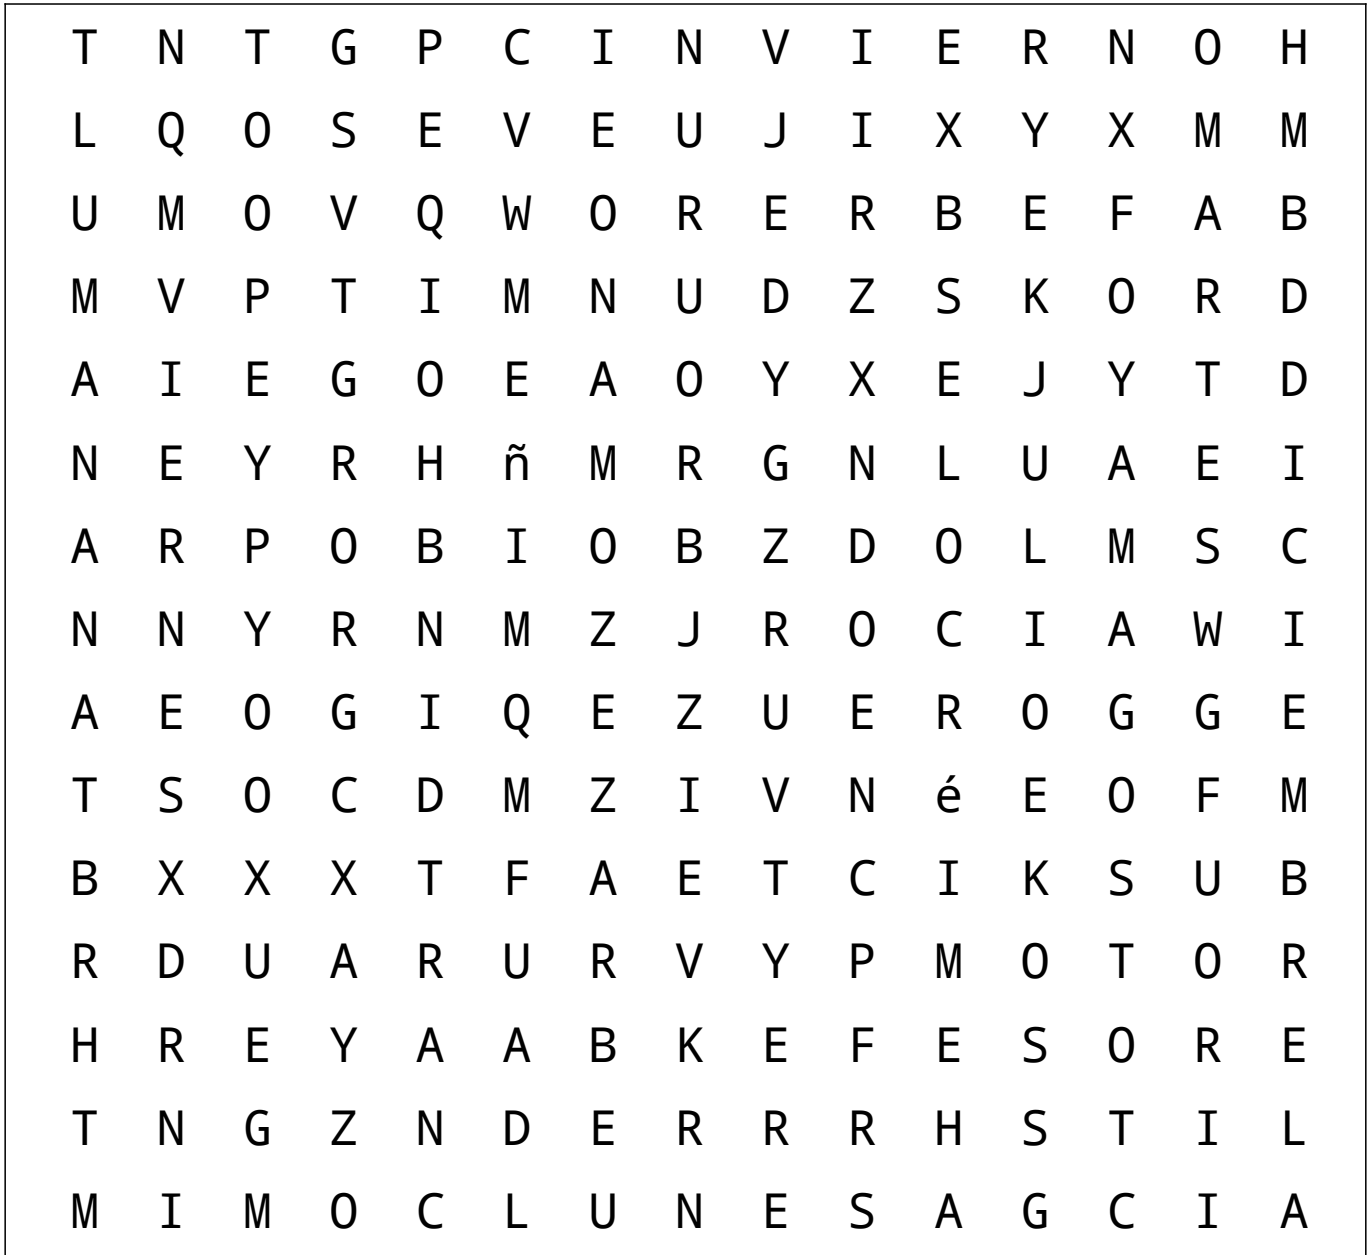 T N T G P C I N V I E R N O H
L Q O S E V E U J I X Y X M M
U M O V Q W O R E R B E F A B
M V P T I M N U D Z S K O R D
A I E G O E A O Y X E J Y T D
N E Y R H ñ M R G N L U A E I
A R P O B I O B Z D O L M S C
N N Y R N M Z J R O C I A W I
A E O G I Q E Z U E R O G G E
T S O C D M Z I V N é E O F M
B X X X T F A E T C I K S U B
R D U A R U R V Y P M O T O R
H R E Y A A B K E F E S O R E
T N G Z N D E R R R H S T I L
M I M O C L U N E S A G C I A